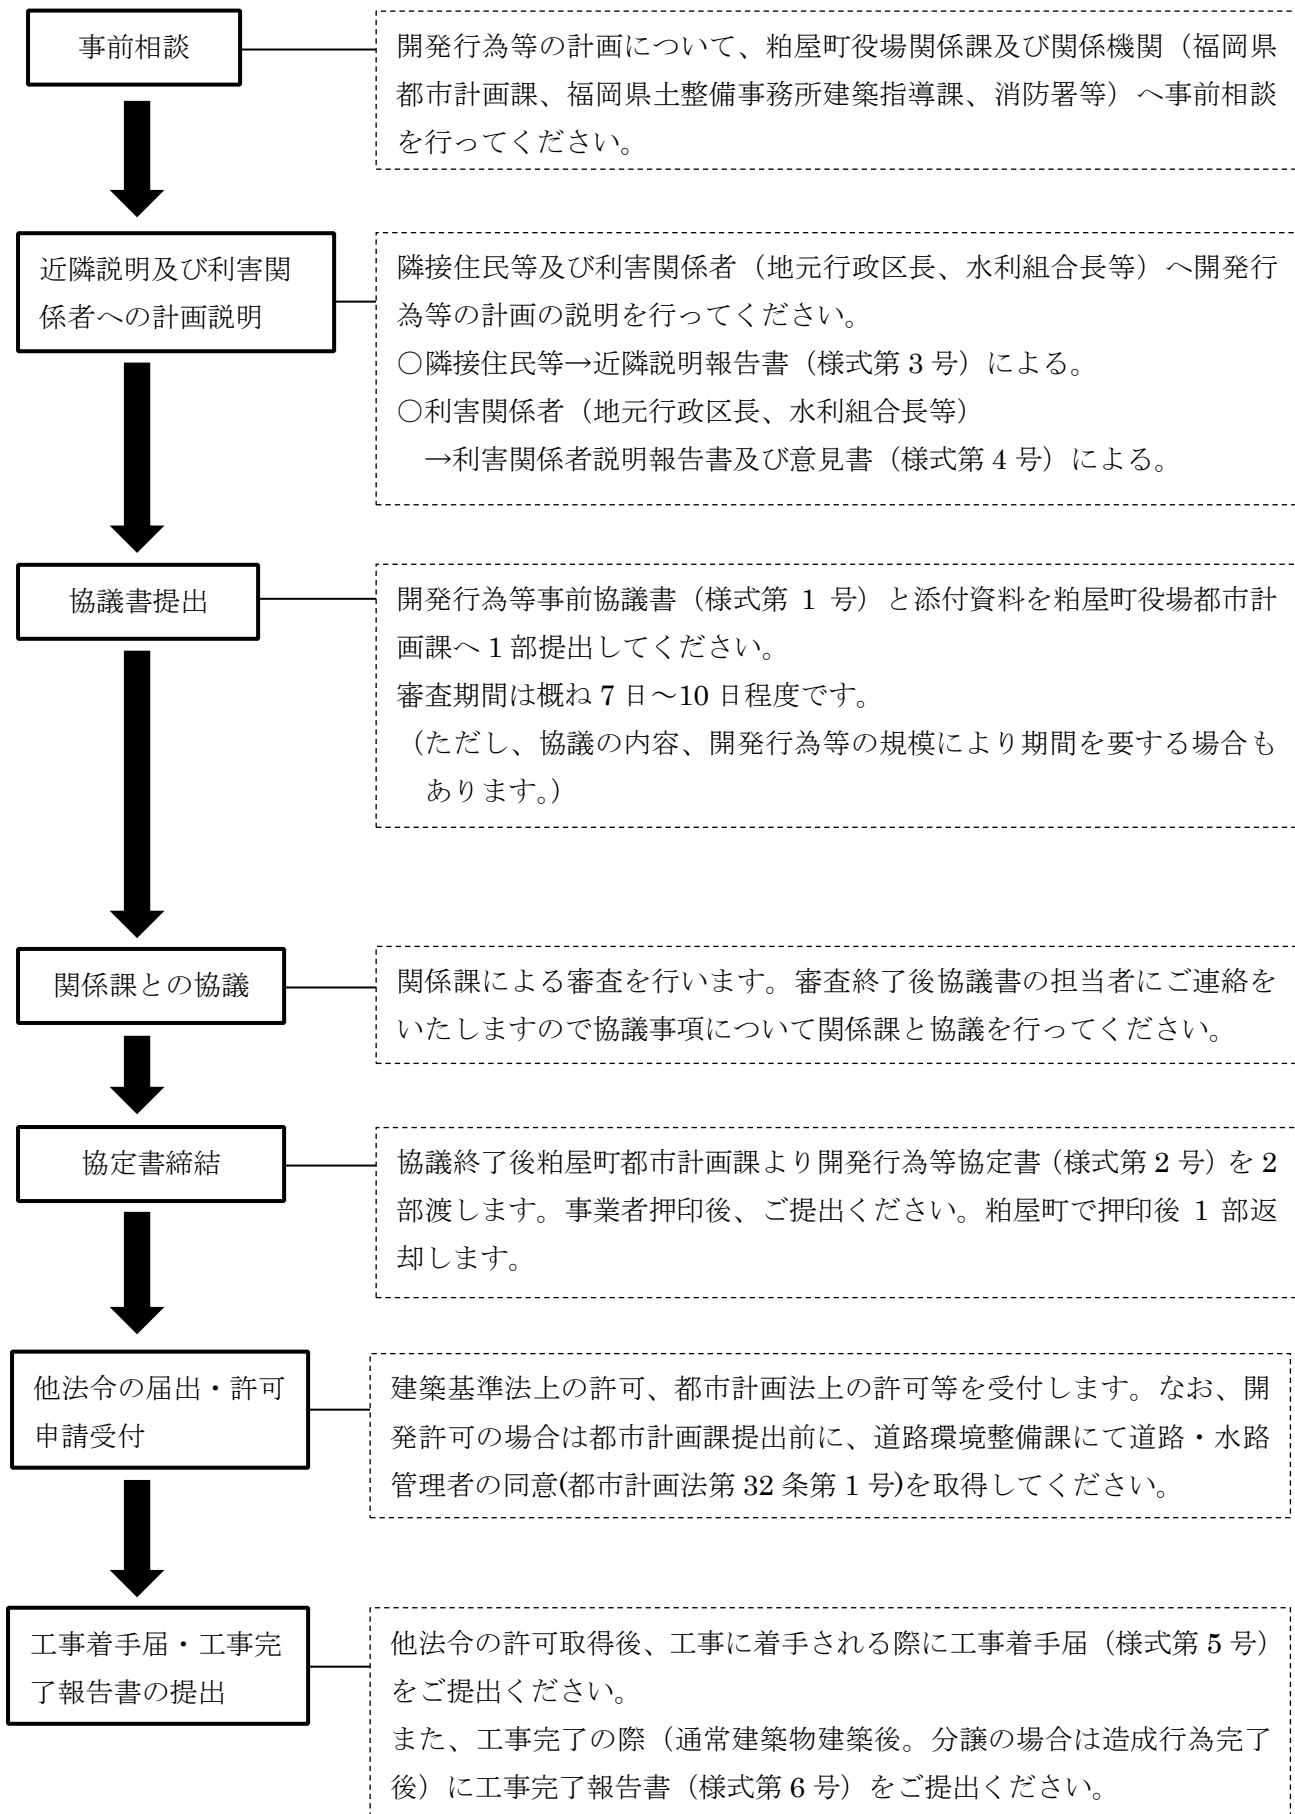 事前相談
開発行為等の計画について、粕屋町役場関係課及び関係機関（福岡県
都市計画課、福岡県土整備事務所建築指導課、消防署等）へ事前相談
を行ってください。
近隣説明及び利害関
係者への計画説明
隣接住民等及び利害関係者（地元行政区長、水利組合長等）へ開発行
為等の計画の説明を行ってください。
○隣接住民等→近隣説明報告書（様式第 3 号）による。
○利害関係者（地元行政区長、水利組合長等）
→利害関係者説明報告書及び意見書（様式第 4 号）による。
協議書提出
開発行為等事前協議書（様式第 1 号）と添付資料を粕屋町役場都市計
画課へ 1 部提出してください。
審査期間は概ね 7 日～10 日程度です。
（ただし、協議の内容、開発行為等の規模により期間を要する場合も
あります。）
関係課との協議
関係課による審査を行います。審査終了後協議書の担当者にご連絡を
いたしますので協議事項について関係課と協議を行ってください。
協定書締結
協議終了後粕屋町都市計画課より開発行為等協定書（様式第 2 号）を 2
部渡します。事業者押印後、ご提出ください。粕屋町で押印後 1 部返
却します。
他法令の届出・許可
申請受付
建築基準法上の許可、都市計画法上の許可等を受付します。なお、開
発許可の場合は都市計画課提出前に、道路環境整備課にて道路・水路
管理者の同意(都市計画法第 32 条第 1 号)を取得してください。
工事着手届・工事完
了報告書の提出
他法令の許可取得後、工事に着手される際に工事着手届（様式第 5 号）
をご提出ください。
また、工事完了の際（通常建築物建築後。分譲の場合は造成行為完了
後）に工事完了報告書（様式第 6 号）をご提出ください。